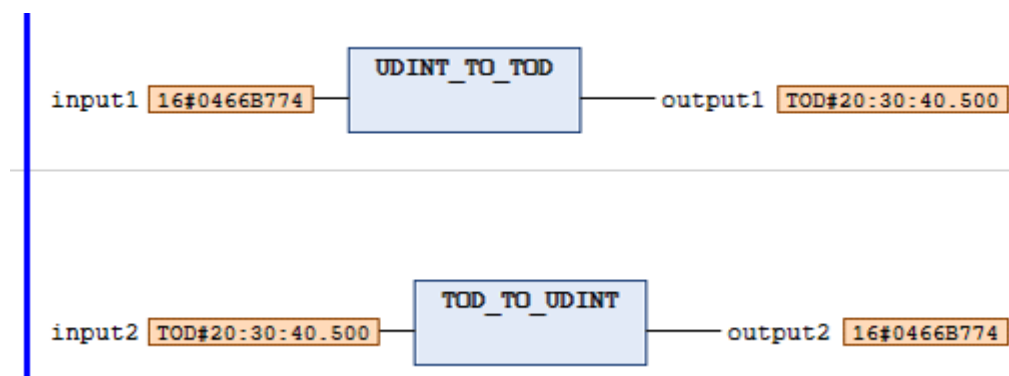 UDINT_TO_TOD
input1 16#0466B774 output1 TOD#20:30:40.500
TOD_TO_UDINT
input2 TOD#20:30:40.500 output2 16#0466B774